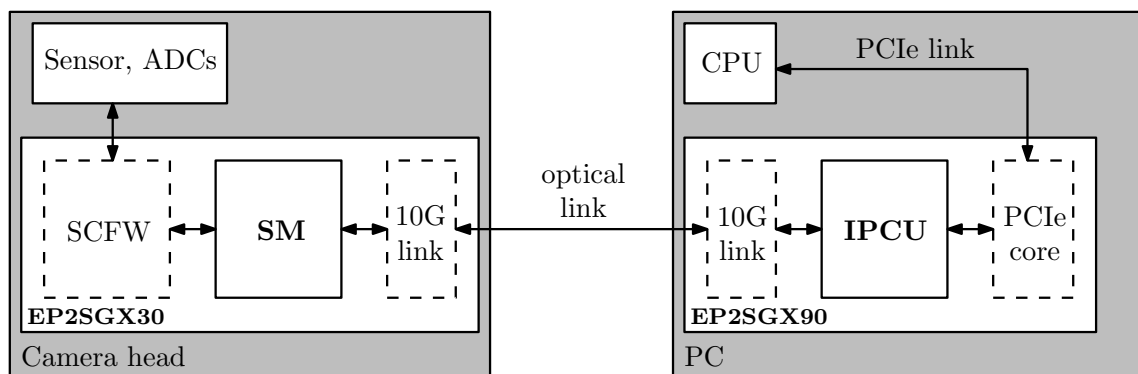 Sensor, ADCs
SCFW
SM
10G
link
EP2SGX30
Camera head
optical
link
CPU
PCIe link
10G
link
IPCU
PCIe
core
EP2SGX90
PC